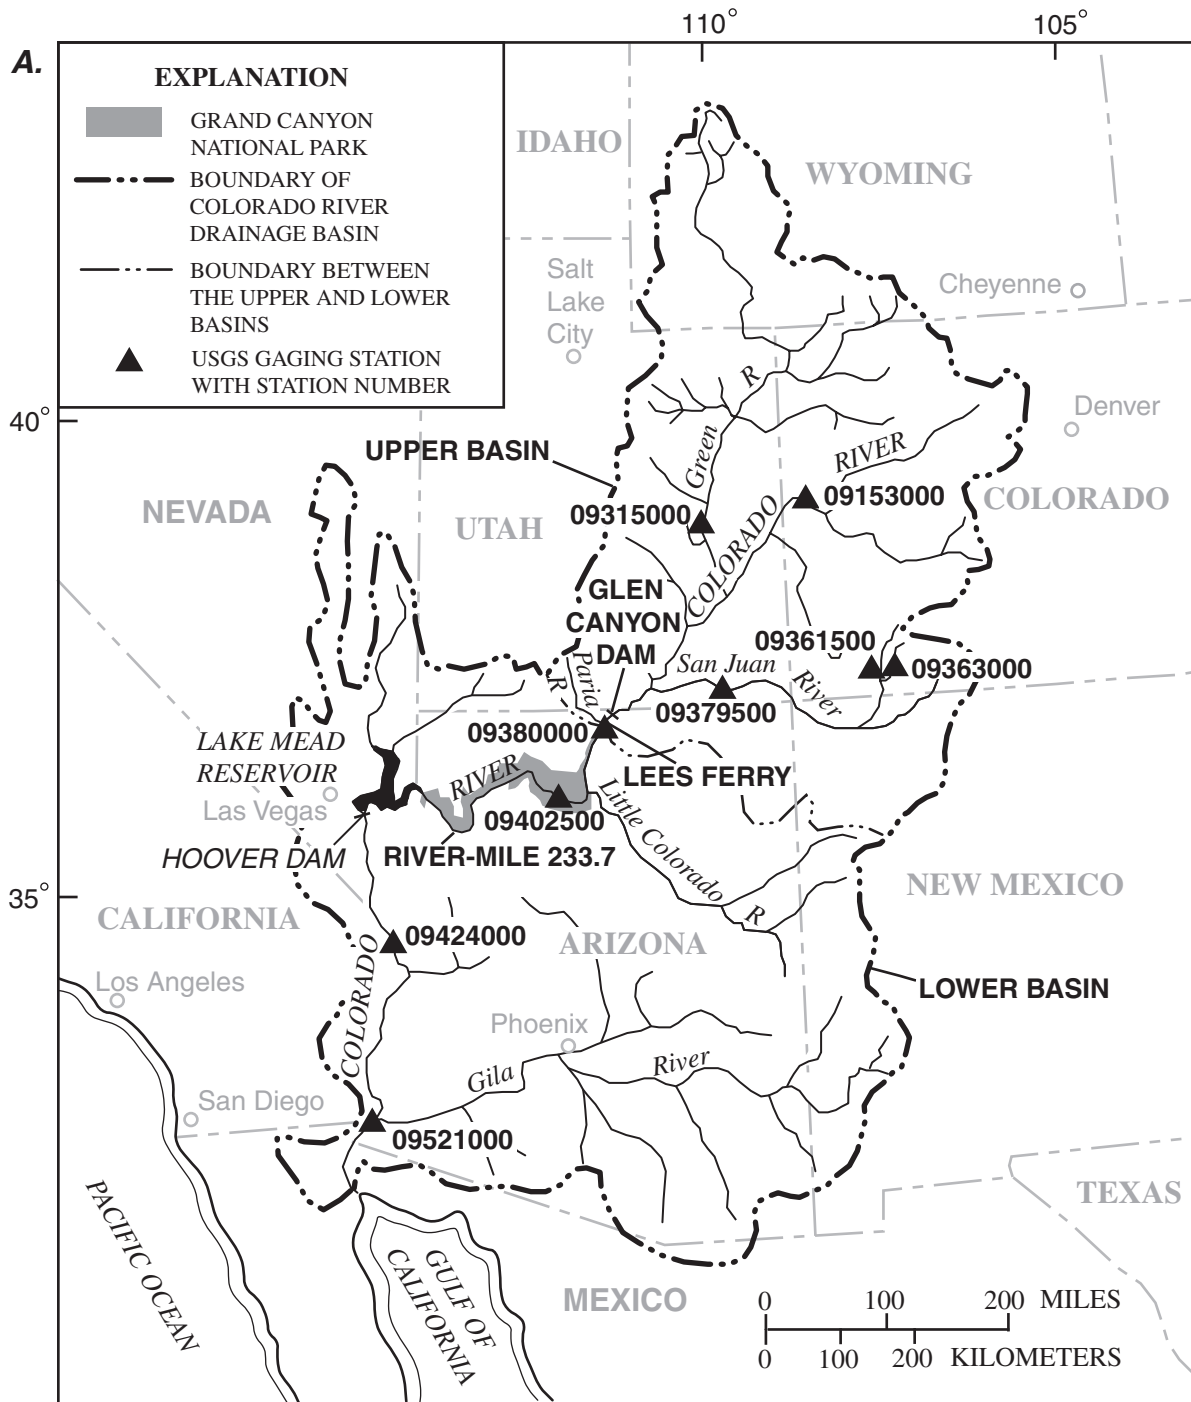 110°
105°
A.
EXPLANATION
GRAND CANYON
NATIONAL PARK
BOUNDARY OF
COLORADO RIVER
DRAINAGE BASIN
BOUNDARY BETWEEN
THE UPPER AND LOWER
BASINS
USGS GAGING STATION
WITH STATION NUMBER
IDAHO
WYOMING
Salt
Lake
City
Cheyenne
40°
Denver
Green
R
RIVER
UPPER BASIN
NEVADA
UTAH
COLORADO
09315000
09153000
COLORADO
GLEN
CANYON
DAM
09361500
09363000
Paria
R
San Juan
River
09379500
09380000
LEES FERRY
LAKE MEAD
RESERVOIR
Las Vegas
RIVER
09402500
HOOVER DAM
RIVER-MILE 233.7
Little Colorado
R
35°
CALIFORNIA
NEW MEXICO
09424000
ARIZONA
Los Angeles
COLORADO
LOWER BASIN
Phoenix
Gila
River
San Diego
09521000
TEXAS
PACIFIC OCEAN
GULF OF
CALIFORNIA
MEXICO
0 100 200 MILES
0 100 200 KILOMETERS